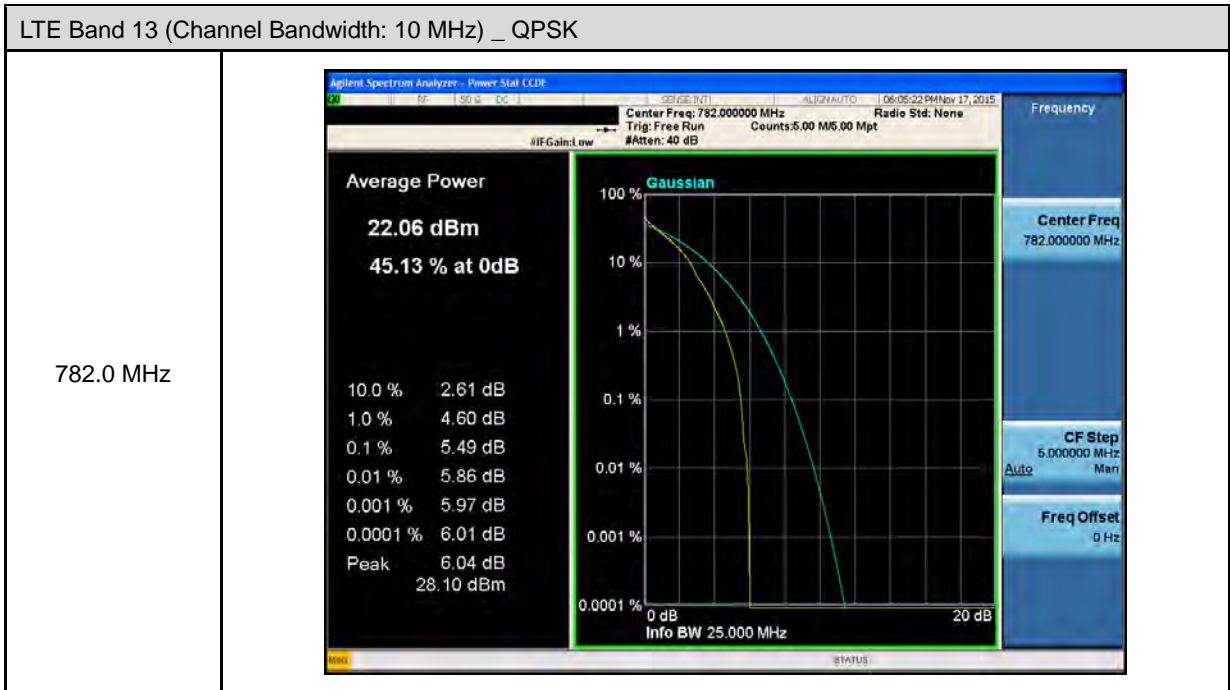 LTE Band 13 (Channel Bandwidth: 10 MHz) _ QPSK
782.0 MHz
Agilent Spectrum Analyzer - Power Stat CCDF
RF 50 Ω DC SENSE:INT ALIGN AUTO 06:05:22 PM Nov 17, 2015
Center Freq: 782.000000 MHz Radio Std: None
Trig: Free Run Counts:5.00 M/5.00 Mpt
#IFGain:Low #Atten: 40 dB
Average Power
22.06 dBm
45.13 % at 0dB
10.0 % 2.61 dB
1.0 % 4.60 dB
0.1 % 5.49 dB
0.01 % 5.86 dB
0.001 % 5.97 dB
0.0001 % 6.01 dB
Peak 6.04 dB
28.10 dBm
Gaussian
100 %
10 %
1 %
0.1 %
0.01 %
0.001 %
0.0001 %
0 dB 20 dB
Info BW 25.000 MHz
Frequency
Center Freq
782.000000 MHz
CF Step
5.000000 MHz
Auto Man
Freq Offset
0 Hz
MSG STATUS